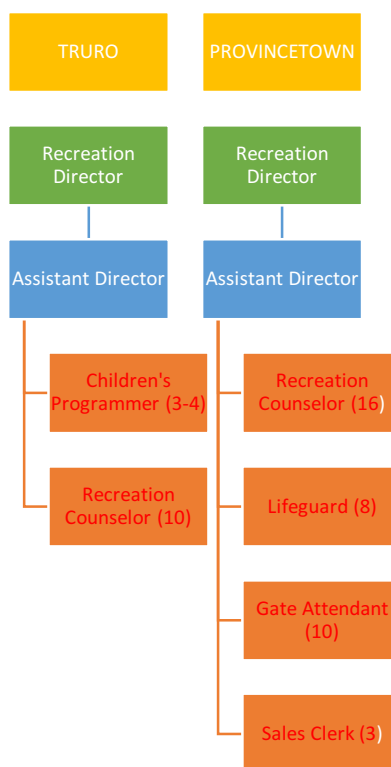 TRURO
PROVINCETOWN
Recreation
Director
Recreation
Director
Assistant Director
Assistant Director
Children's
Programmer (3-4)
Recreation
Counselor (16)
Recreation
Counselor (10)
Lifeguard (8)
Gate Attendant
(10)
Sales Clerk (3)